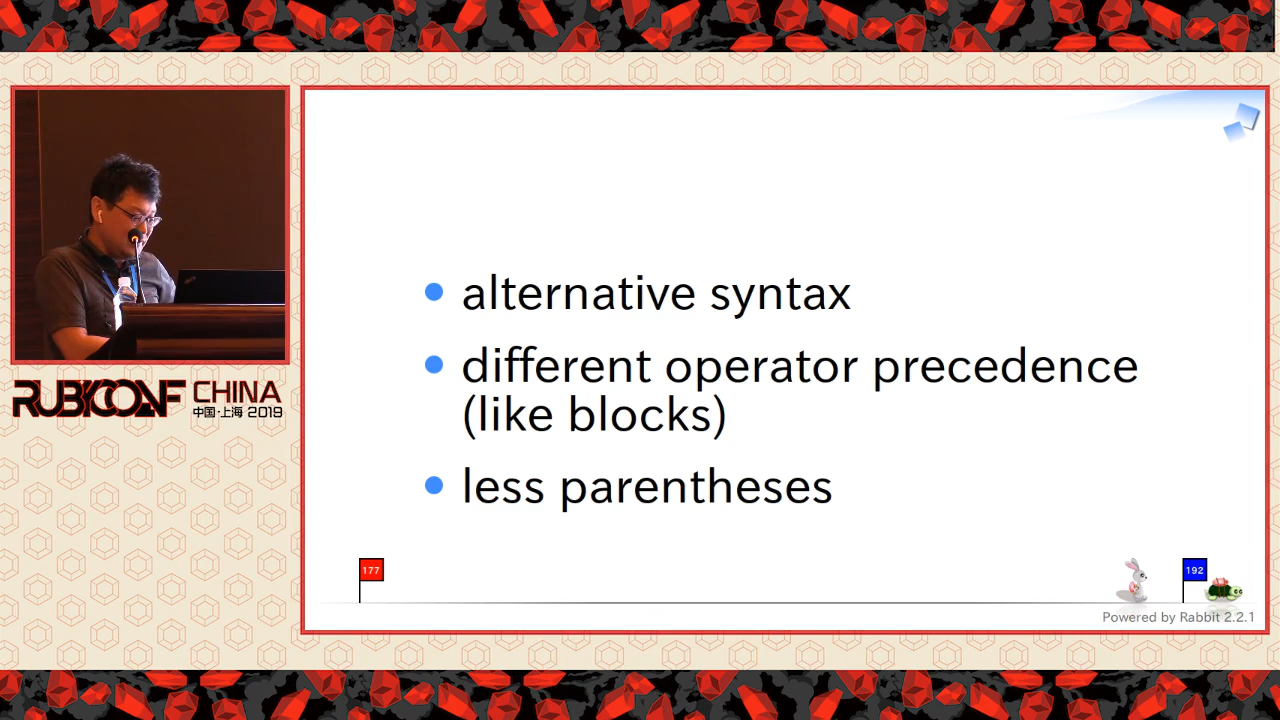 alternative syntax
different operator precedence
(like blocks)
less parentheses
177
192
Powered by Rabbit 2.2.1
RUBYCONF CHINA
中国·上海 2019